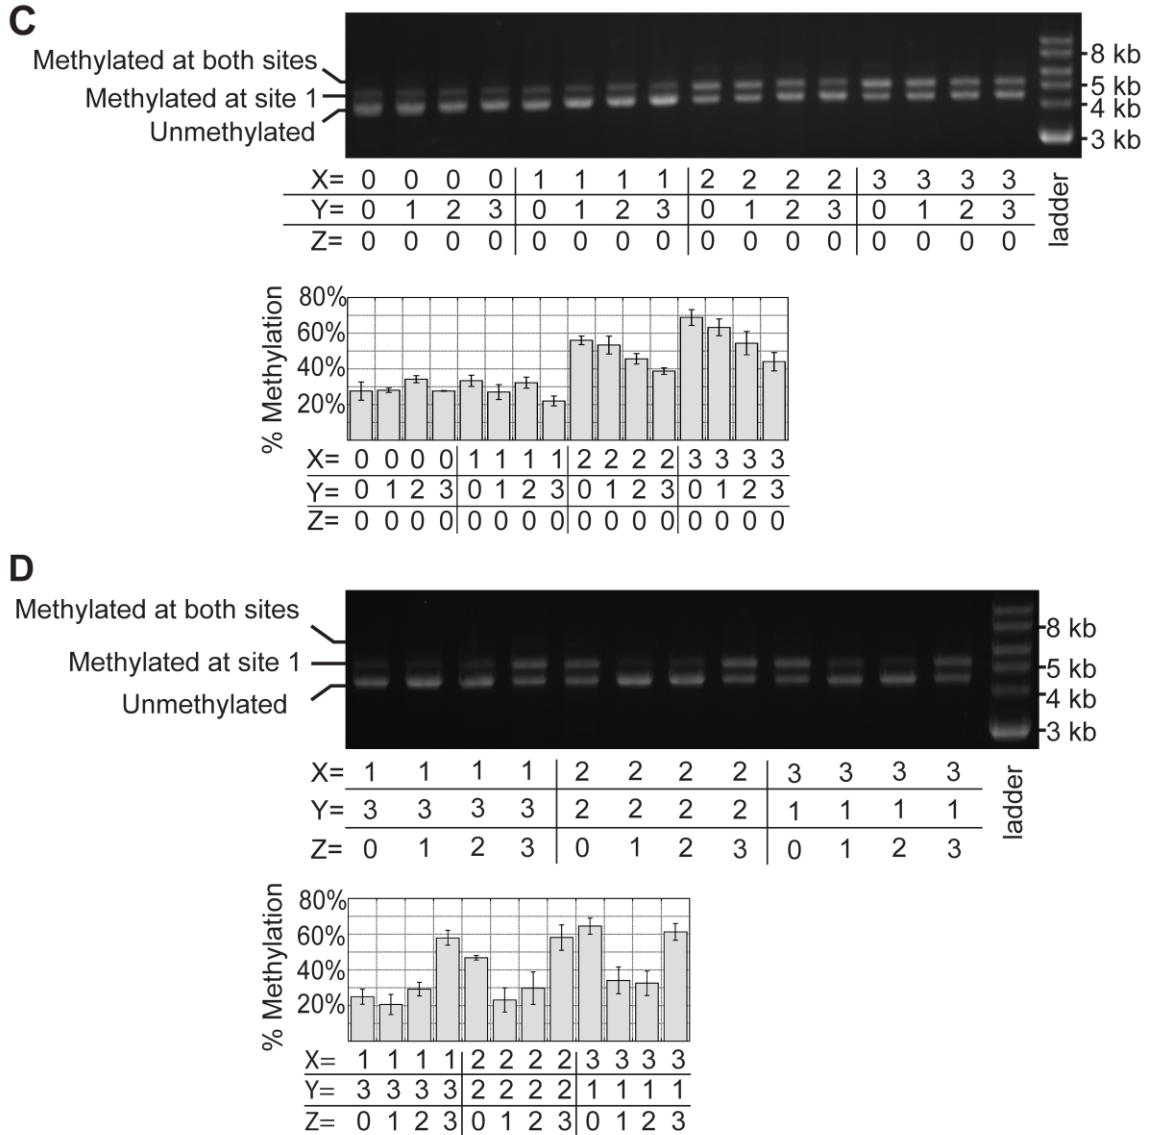 C
Methylated at both sites
Methylated at site 1
Unmethylated
8 kb
5 kb
4 kb
3 kb
X= 0 0 0 0 1 1 1 1 2 2 2 2 3 3 3 3
Y= 0 1 2 3 0 1 2 3 0 1 2 3 0 1 2 3
Z= 0 0 0 0 0 0 0 0 0 0 0 0 0 0 0 0
ladder
% Methylation
80%
60%
40%
20%
X= 0 0 0 0 1 1 1 1 2 2 2 2 3 3 3 3
Y= 0 1 2 3 0 1 2 3 0 1 2 3 0 1 2 3
Z= 0 0 0 0 0 0 0 0 0 0 0 0 0 0 0 0
D
Methylated at both sites
Methylated at site 1
Unmethylated
8 kb
5 kb
4 kb
3 kb
X= 1 1 1 1 2 2 2 2 3 3 3 3
Y= 3 3 3 3 2 2 2 2 1 1 1 1
Z= 0 1 2 3 0 1 2 3 0 1 2 3
ladder
% Methylation
80%
60%
40%
20%
X= 1 1 1 1 2 2 2 2 3 3 3 3
Y= 3 3 3 3 2 2 2 2 1 1 1 1
Z= 0 1 2 3 0 1 2 3 0 1 2 3